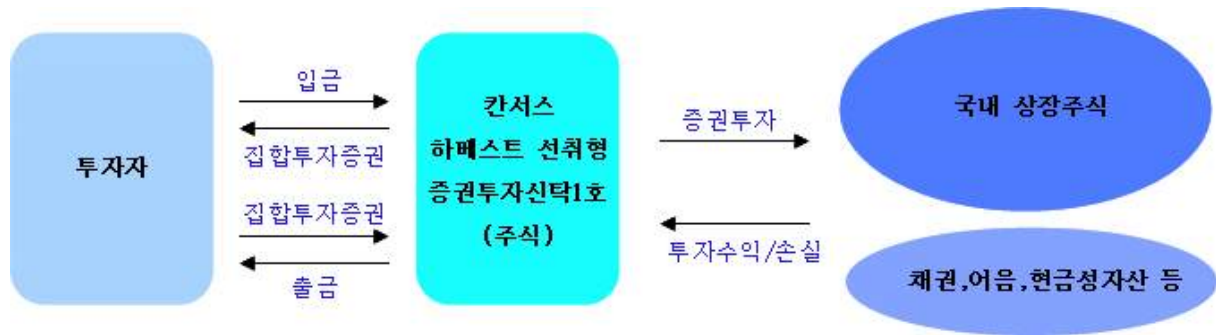 투자자
입금
집합투자증권
집합투자증권
출금
칸서스
하베스트 선취형
증권투자신탁1호
(주식)
증권투자
투자수익/손실
국내 상장주식
채권,어음,현금성자산 등